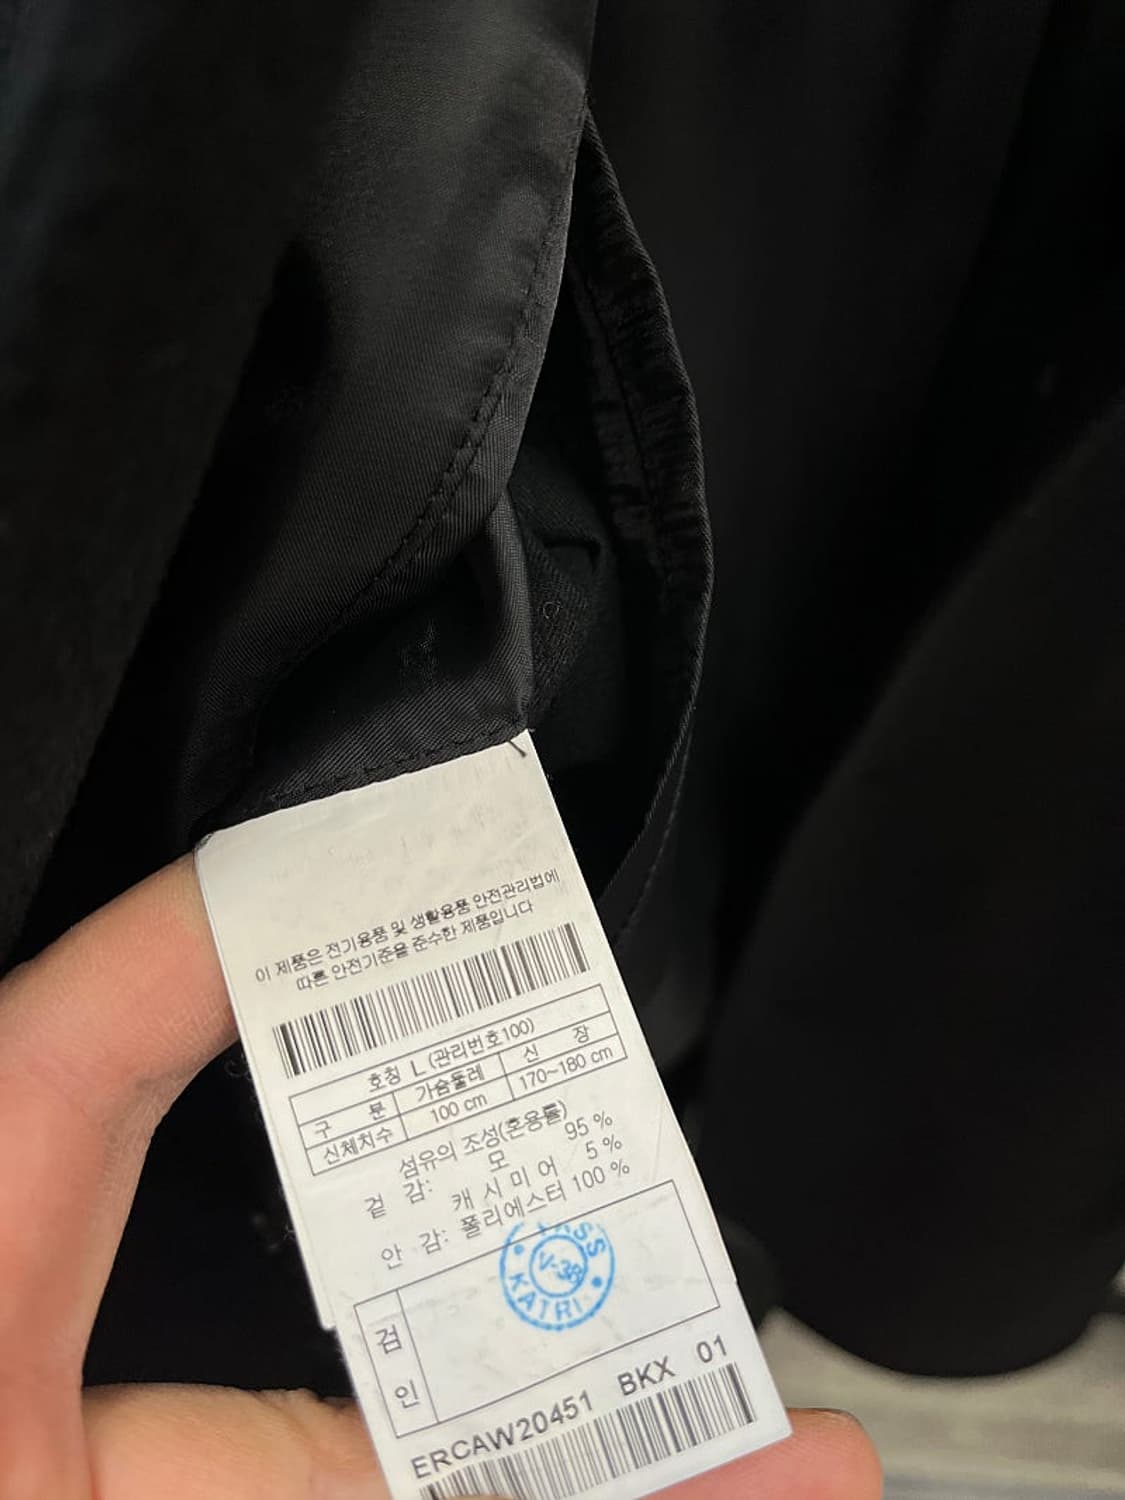 이 제품은 전기용품 및 생활용품 안전관리법에
따른 안전기준을 준수한 제품입니다
호칭 L (관리번호100)
구 분 가슴둘레 신 장
신체치수 100 cm 170~180 cm
섬유의 조성(혼용률)
겉 감: 모 95 %
캐 시 미 어 5 %
안 감: 폴리에스터 100 %
PASS
V-38
KATRI
검
인
ERCAW20451 BKX 01